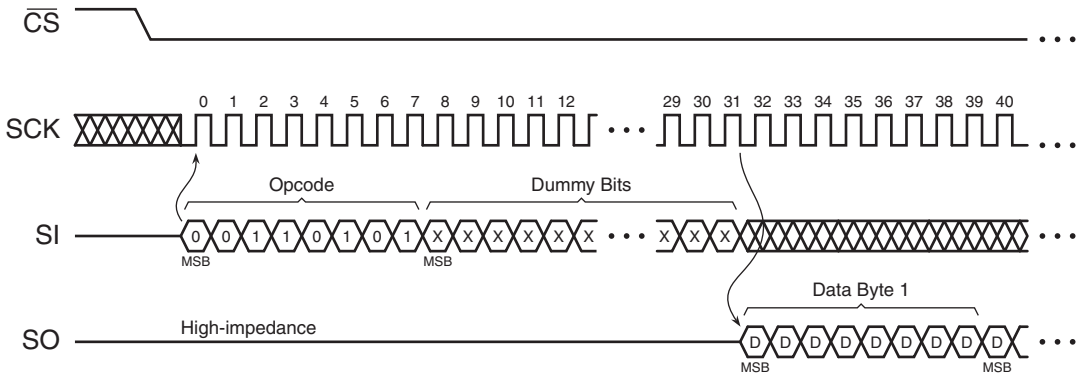 CS
0 1 2 3 4 5 6 7 8 9 10 11 12 29 30 31 32 33 34 35 36 37 38 39 40
SCK
Opcode Dummy Bits
SI 0 0 1 1 0 1 0 1 X X X X X X X X X
MSB MSB
Data Byte 1
High-impedance
SO D D D D D D D D D
MSB MSB